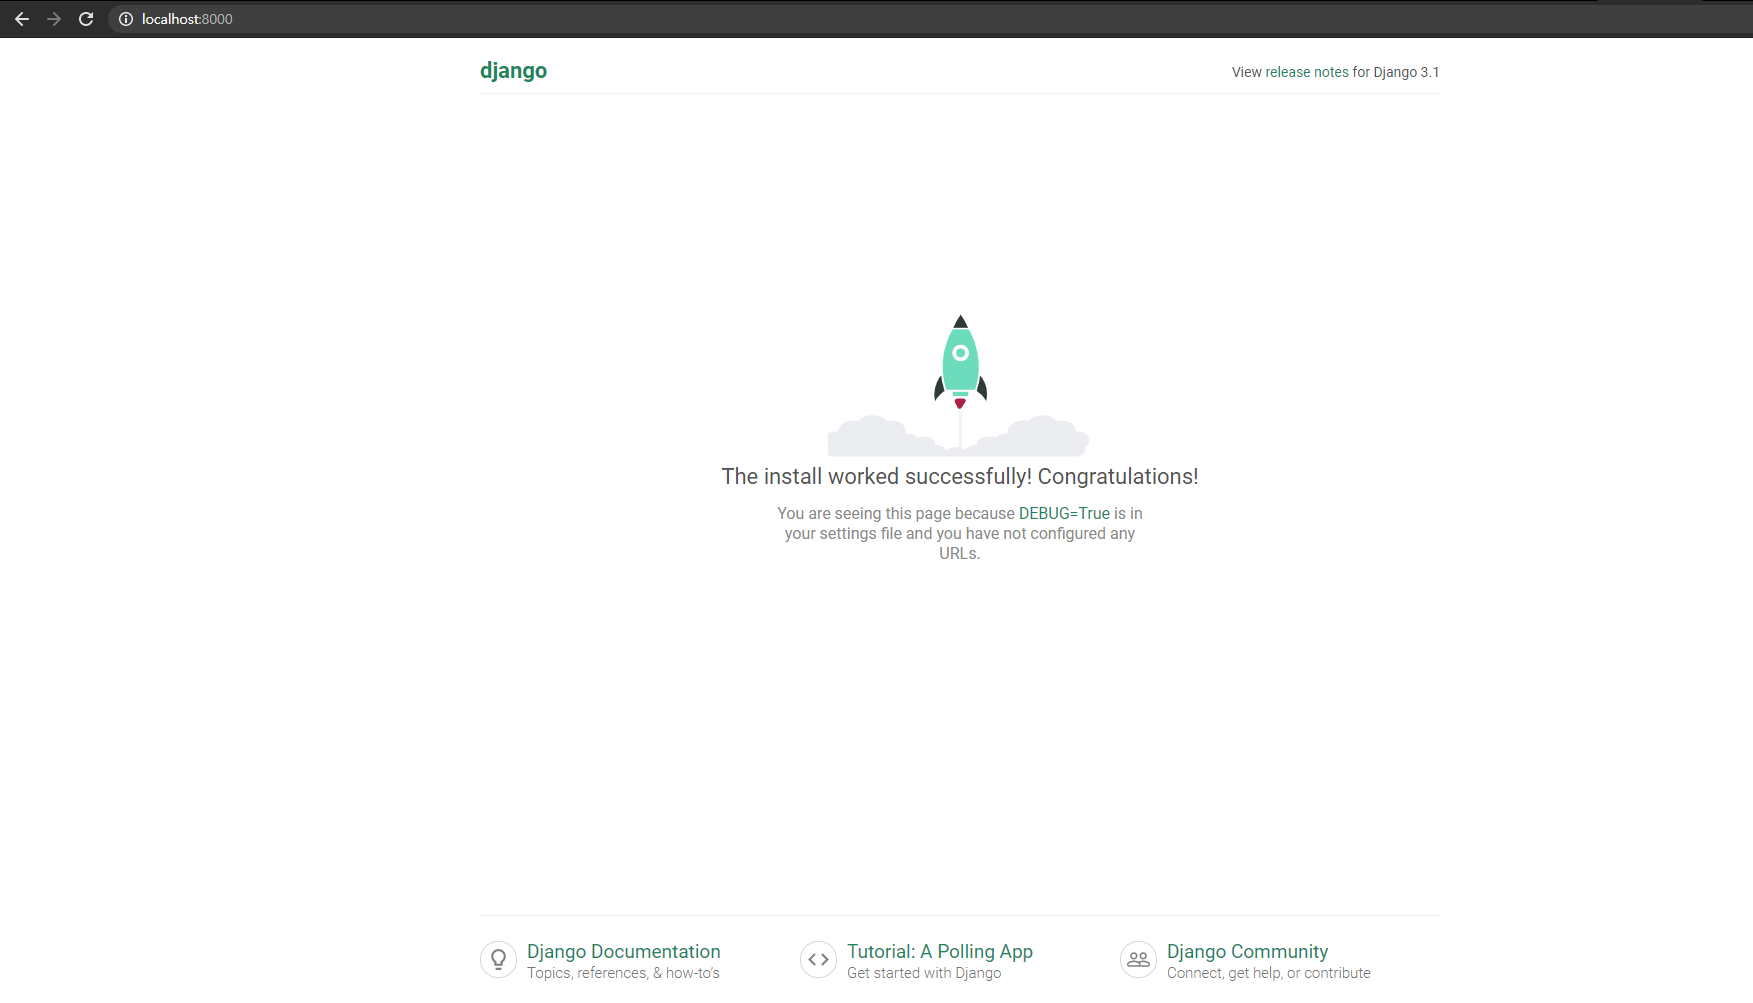 localhost:8000
django
View release notes for Django 3.1
The install worked successfully! Congratulations!
You are seeing this page because DEBUG=True is in
your settings file and you have not configured any
URLs.
Django Documentation
Topics, references, & how-to's
Tutorial: A Polling App
Get started with Django
Django Community
Connect, get help, or contribute